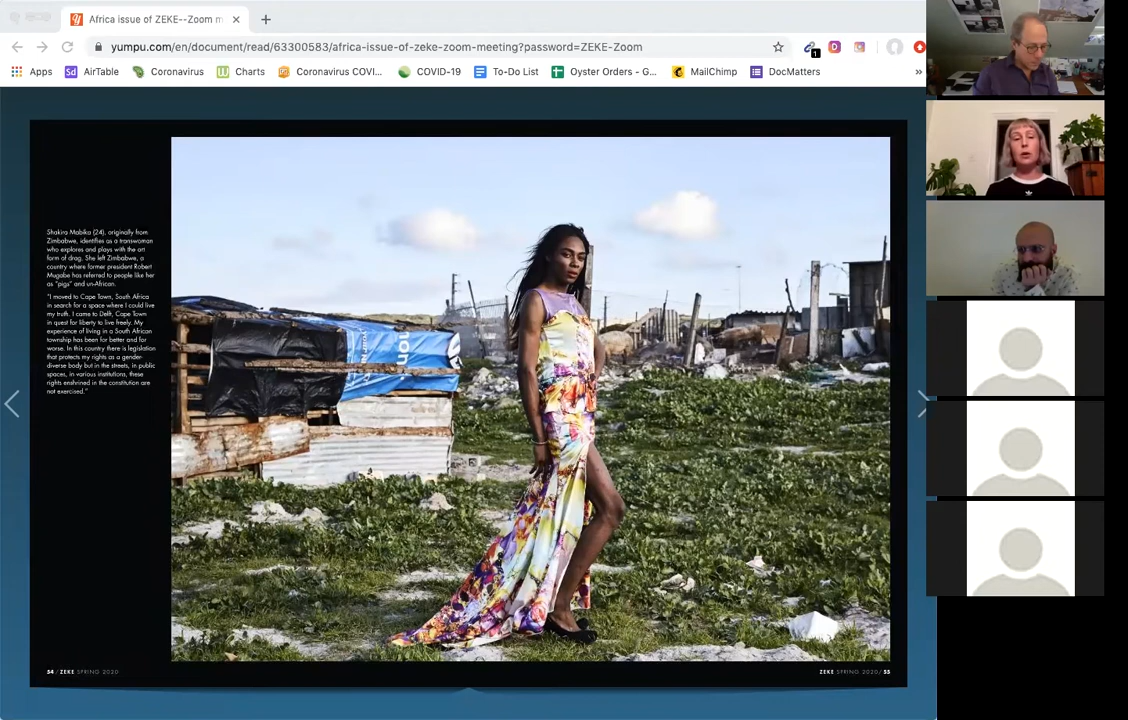 Africa issue of ZEKE--Zoom m
yumpu.com/en/document/read/63300583/africa-issue-of-zeke-zoom-meeting?password=ZEKE-Zoom
1
D
Apps
Sd AirTable
Coronavirus
Charts
Coronavirus COVI...
COVID-19
To-Do List
Oyster Orders - G...
MailChimp
DocMatters
»
Shakira Mabika (24), originally from
Zimbabwe, identifies as a transwoman
who explores and plays with the art
form of drag. She left Zimbabwe, a
country where former president Robert
Mugabe has referred to people like her
as "pigs" and un-African.
"I moved to Cape Town, South Africa
in search for a space where I could live
my truth. I came to Delft, Cape Town
in quest for liberty to live freely. My
experience of living in a South African
township has been for better and for
worse. In this country there is legislation
that protects my rights as a gender-
diverse body but in the streets, in public
spaces, in various institutions, these
rights enshrined in the constitution are
not exercised."
54 / ZEKE SPRING 2020
ZEKE SPRING 2020/ 55